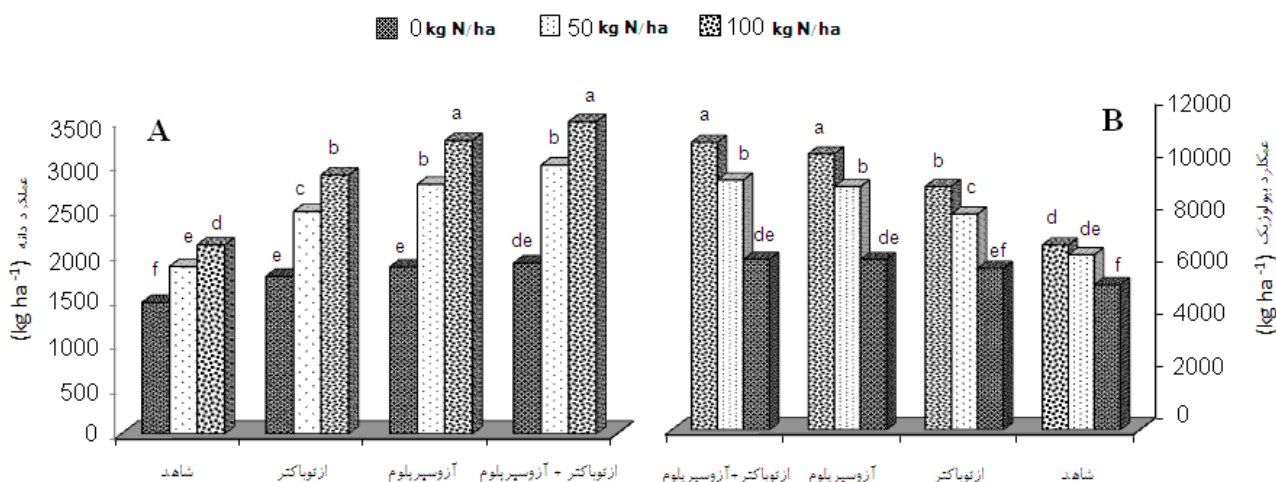 0 kg N/ha 50 kg N/ha 100 kg N/ha
A
B
عملکرد دانه
(kg ha⁻¹)
3500
3000
2500
2000
1500
1000
500
0
f e d
e c b
e b a
de b a
شاهد
ازتوباکتر
آزوسپریلوم
ازتوباکتر + آزوسپریلوم
a b de
a b de
b c ef
d de f
ازتوباکتر+آزوسپریلوم
آزوسپریلوم
ازتوباکتر
شاهد
12000
10000
8000
6000
4000
2000
0
عمکلرد بیولوژیک
(kg ha⁻¹)